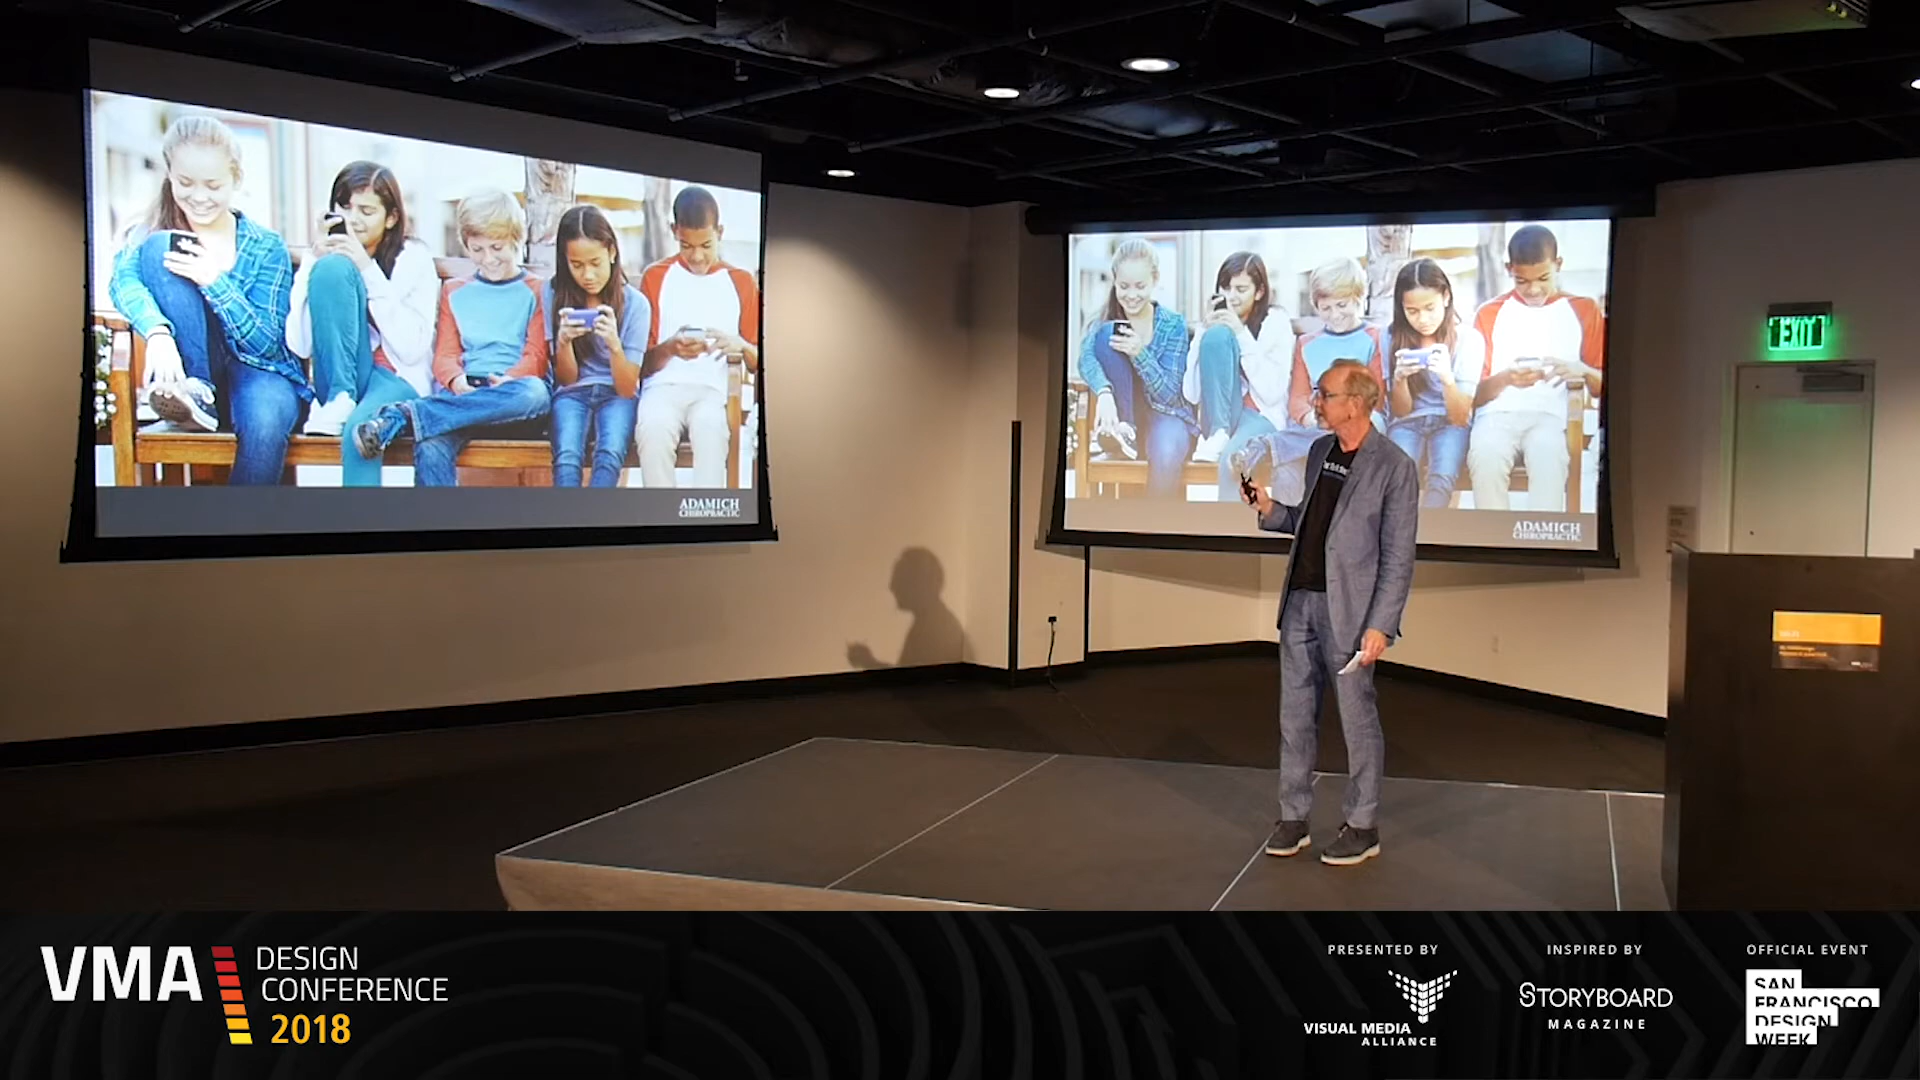 ADAMICH
CHIROPRACTIC
ADAMICH
CHIROPRACTIC
EXIT
VMA
DESIGN
CONFERENCE
2018
PRESENTED BY
VISUAL MEDIA
ALLIANCE
INSPIRED BY
STORYBOARD
MAGAZINE
OFFICIAL EVENT
SAN
FRANCISCO
DESIGN
WEEK